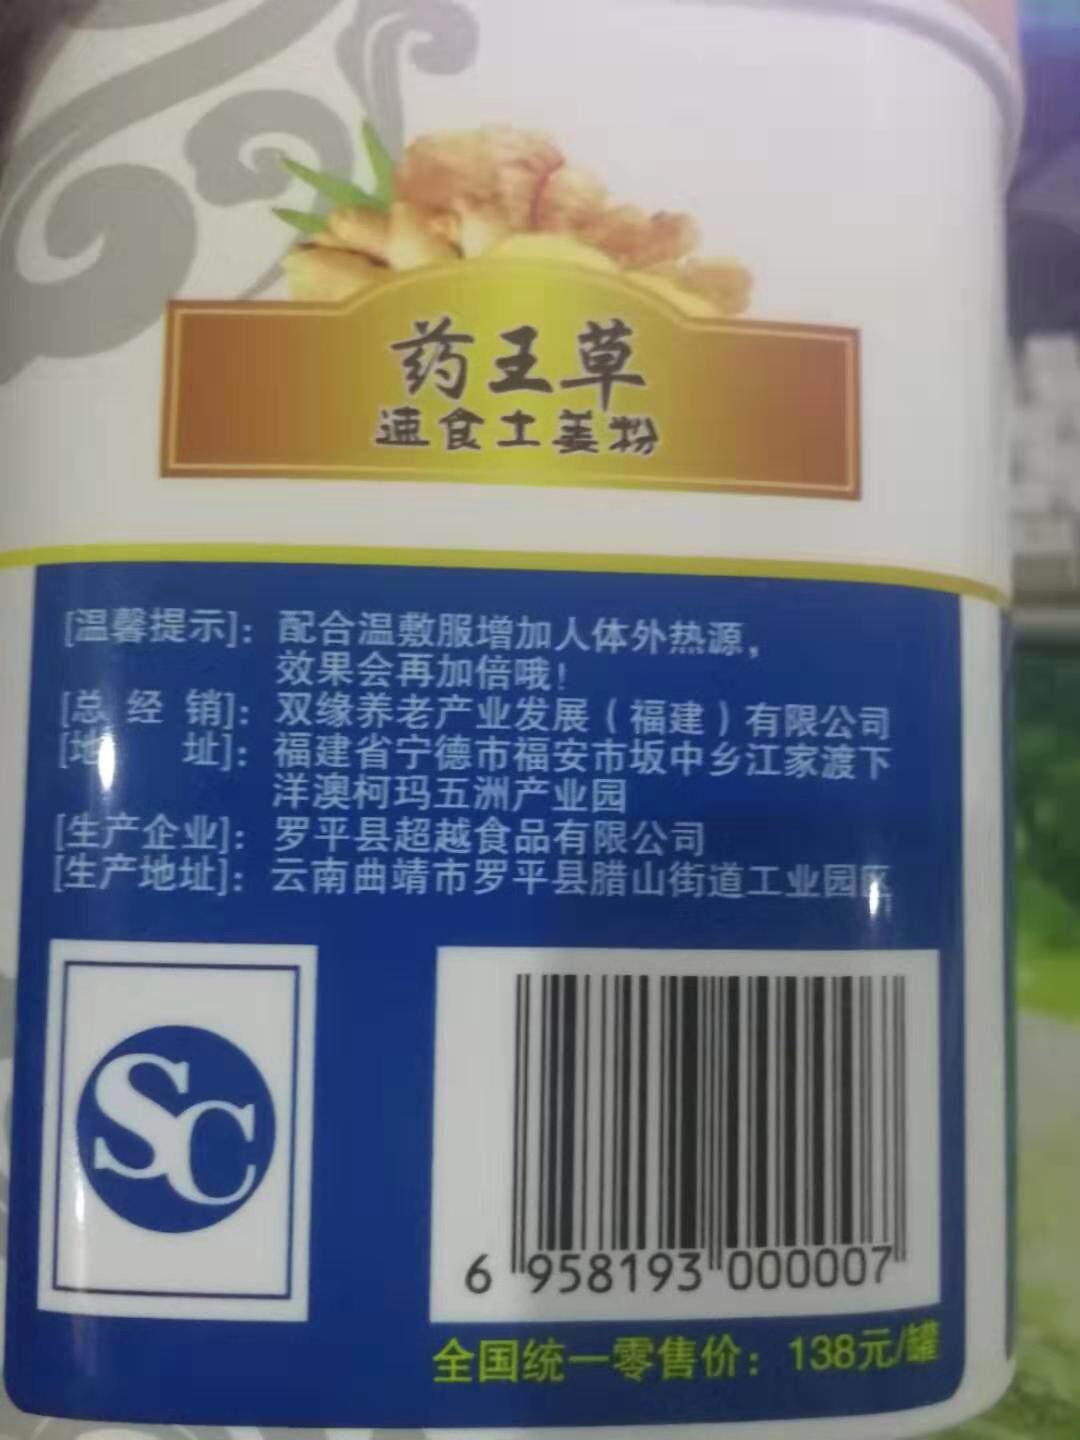 药王草
速食土姜粉
[温馨提示]：配合温敷服增加人体外热源，
效果会再加倍哦！
[总 经 销]：双缘养老产业发展（福建）有限公司
[地 址]：福建省宁德市福安市坂中乡江家渡下
洋澳柯玛五洲产业园
[生产企业]：罗平县超越食品有限公司
[生产地址]：云南曲靖市罗平县腊山街道工业园区
SC
6 958193 000007
全国统一零售价：138元/罐